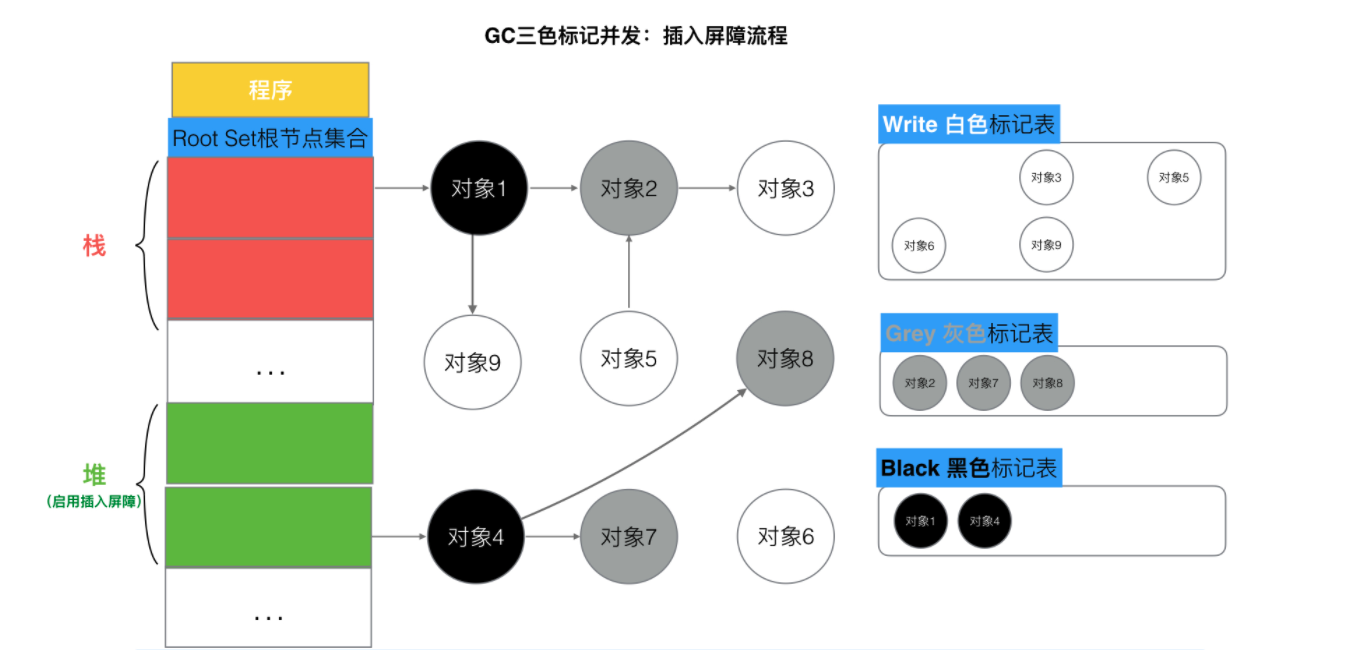 GC三色标记并发：插入屏障流程
程序
Root Set根节点集合
栈
...
堆
（启用插入屏障）
...
对象1
对象2
对象3
对象9
对象5
对象8
对象4
对象7
对象6
Write 白色标记表
对象3
对象5
对象6
对象9
Grey 灰色标记表
对象2
对象7
对象8
Black 黑色标记表
对象1
对象4